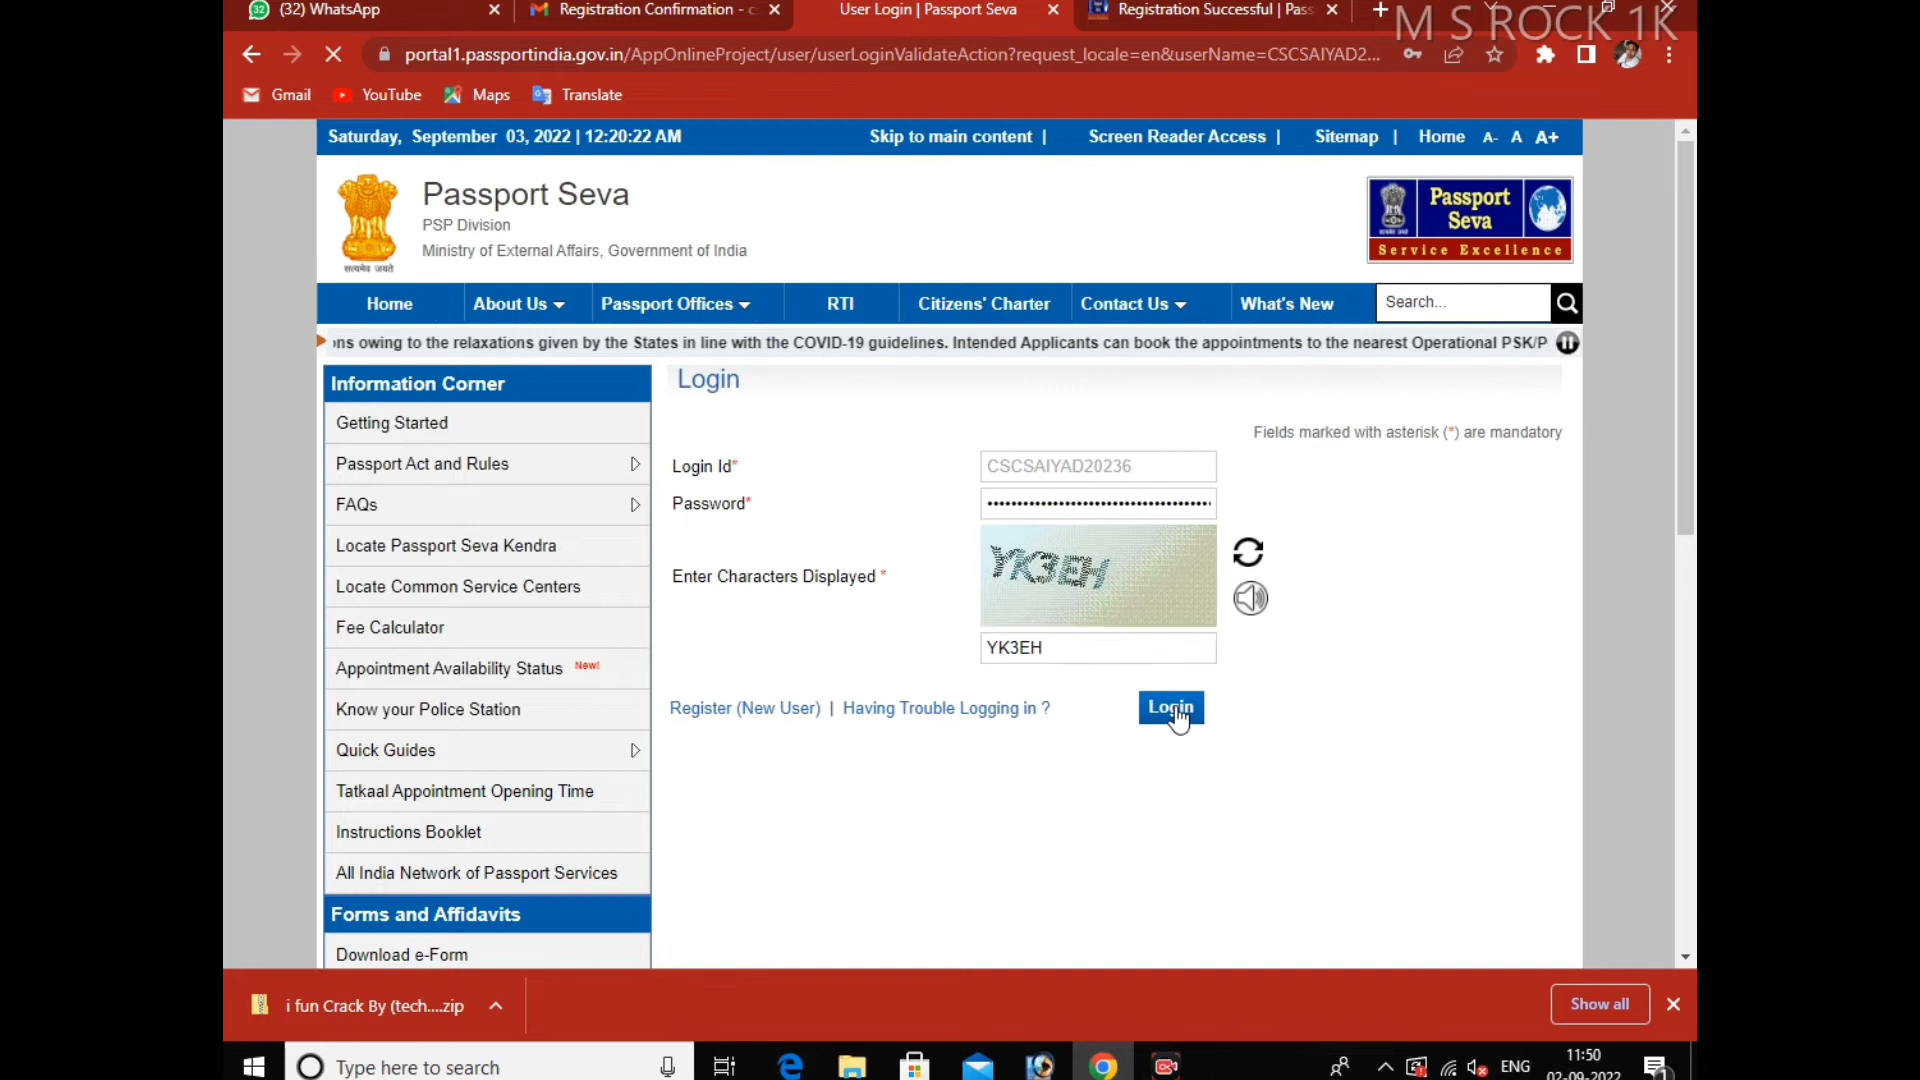 M S ROCK 1K
(32) WhatsApp
Registration Confirmation - c
User Login | Passport Seva
Registration Successful | Pass
portal1.passportindia.gov.in/AppOnlineProject/user/userLoginValidateAction?request_locale=en&userName=CSCSAIYAD2...
Gmail YouTube Maps Translate
Saturday, September 03, 2022 | 12:20:22 AM
Skip to main content | Screen Reader Access | Sitemap | Home A- A A+
Passport Seva
PSP Division
Ministry of External Affairs, Government of India
सत्यमेव जयते
Passport
Seva
Service Excellence
Home About Us Passport Offices RTI Citizens' Charter Contact Us What's New Search...
ns owing to the relaxations given by the States in line with the COVID-19 guidelines. Intended Applicants can book the appointments to the nearest Operational PSK/P
Information Corner
Getting Started
Passport Act and Rules
FAQs
Locate Passport Seva Kendra
Locate Common Service Centers
Fee Calculator
Appointment Availability Status New!
Know your Police Station
Quick Guides
Tatkaal Appointment Opening Time
Instructions Booklet
All India Network of Passport Services
Forms and Affidavits
Download e-Form
Login
Fields marked with asterisk (*) are mandatory
Login Id* CSCSAIYAD20236
Password*
YK3EH
Enter Characters Displayed *
YK3EH
Register (New User) | Having Trouble Logging in ?
Login
i fun Crack By (tech....zip
Show all
Type here to search
ENG
11:50
02-09-2022